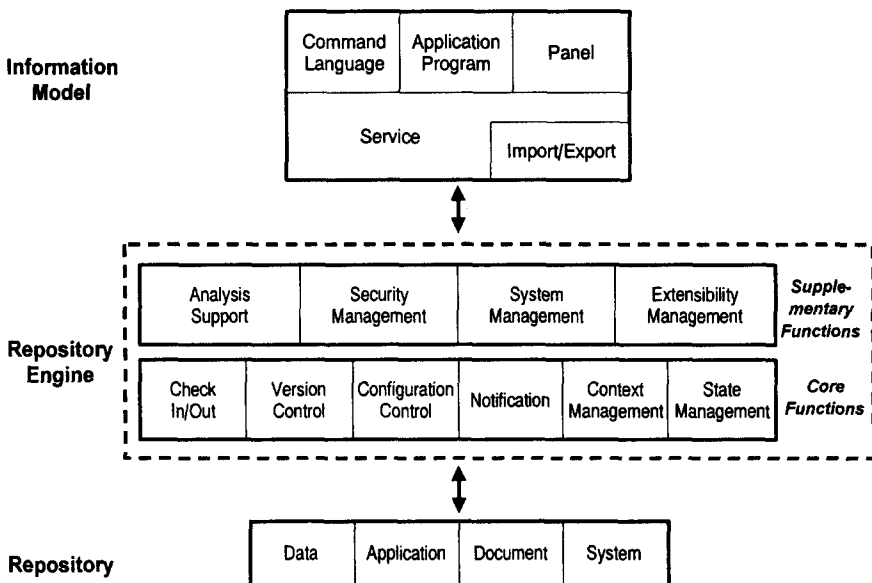 Information
Model
Command
Language
Application
Program
Panel
Service
Import/Export
Repository
Engine
Analysis
Support
Security
Management
System
Management
Extensibility
Management
Supple-
mentary
Functions
Check
In/Out
Version
Control
Configuration
Control
Notification
Context
Management
State
Management
Core
Functions
Repository
Data
Application
Document
System